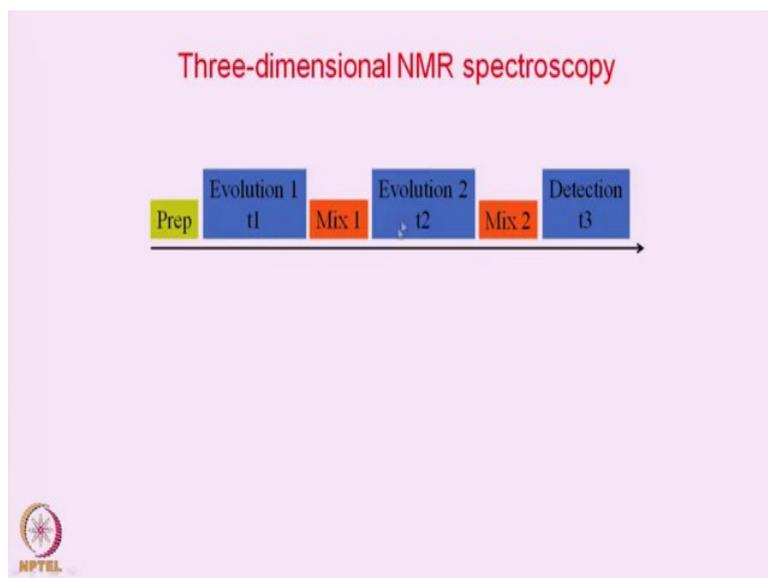 Three-dimensional NMR spectroscopy
Prep
Evolution 1
t1
Mix 1
Evolution 2
t2
Mix 2
Detection
t3
NPTEL